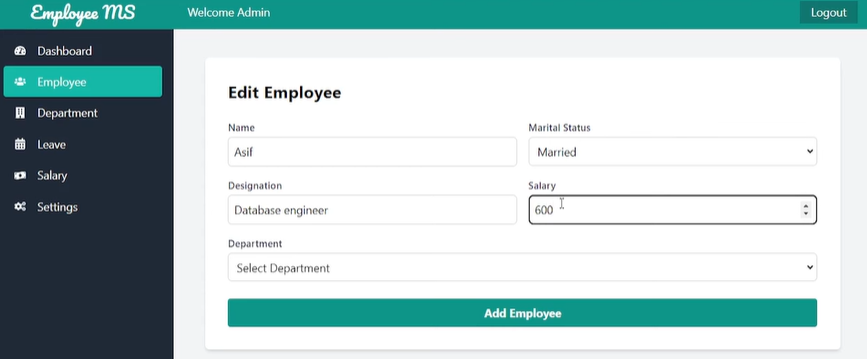 Employee MS
Welcome Admin
Logout
Dashboard
Employee
Department
Leave
Salary
Settings
Edit Employee
Name
Marital Status
Asif
Married
Designation
Salary
Database engineer
600
Department
Select Department
Add Employee